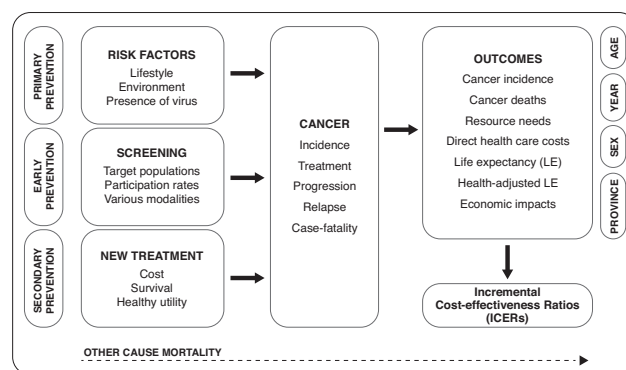 PRIMARY
PREVENTION
RISK FACTORS
Lifestyle
Environment
Presence of virus
EARLY
PREVENTION
SCREENING
Target populations
Participation rates
Various modalities
SECONDARY
PREVENTION
NEW TREATMENT
Cost
Survival
Healthy utility
CANCER
Incidence
Treatment
Progression
Relapse
Case-fatality
OUTCOMES
Cancer incidence
Cancer deaths
Resource needs
Direct health care costs
Life expectancy (LE)
Health-adjusted LE
Economic impacts
AGE
YEAR
SEX
PROVINCE
Incremental
Cost-effectiveness Ratios
(ICERs)
OTHER CAUSE MORTALITY